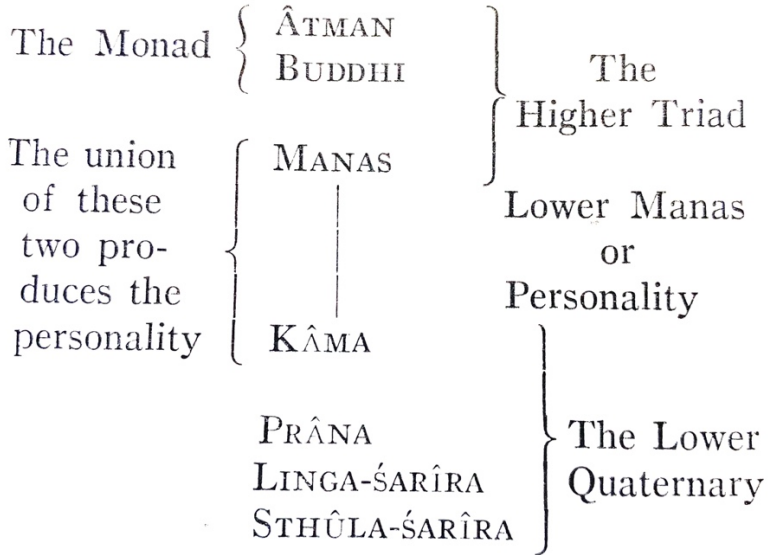 The Monad
ÂTMAN
BUDDHI
The
Higher Triad
The union
of these
two pro-
duces the
personality
MANAS
KÂMA
Lower Manas
or
Personality
PRÂNA
LINGA-ŚARÎRA
STHÛLA-ŚARÎRA
The Lower
Quaternary